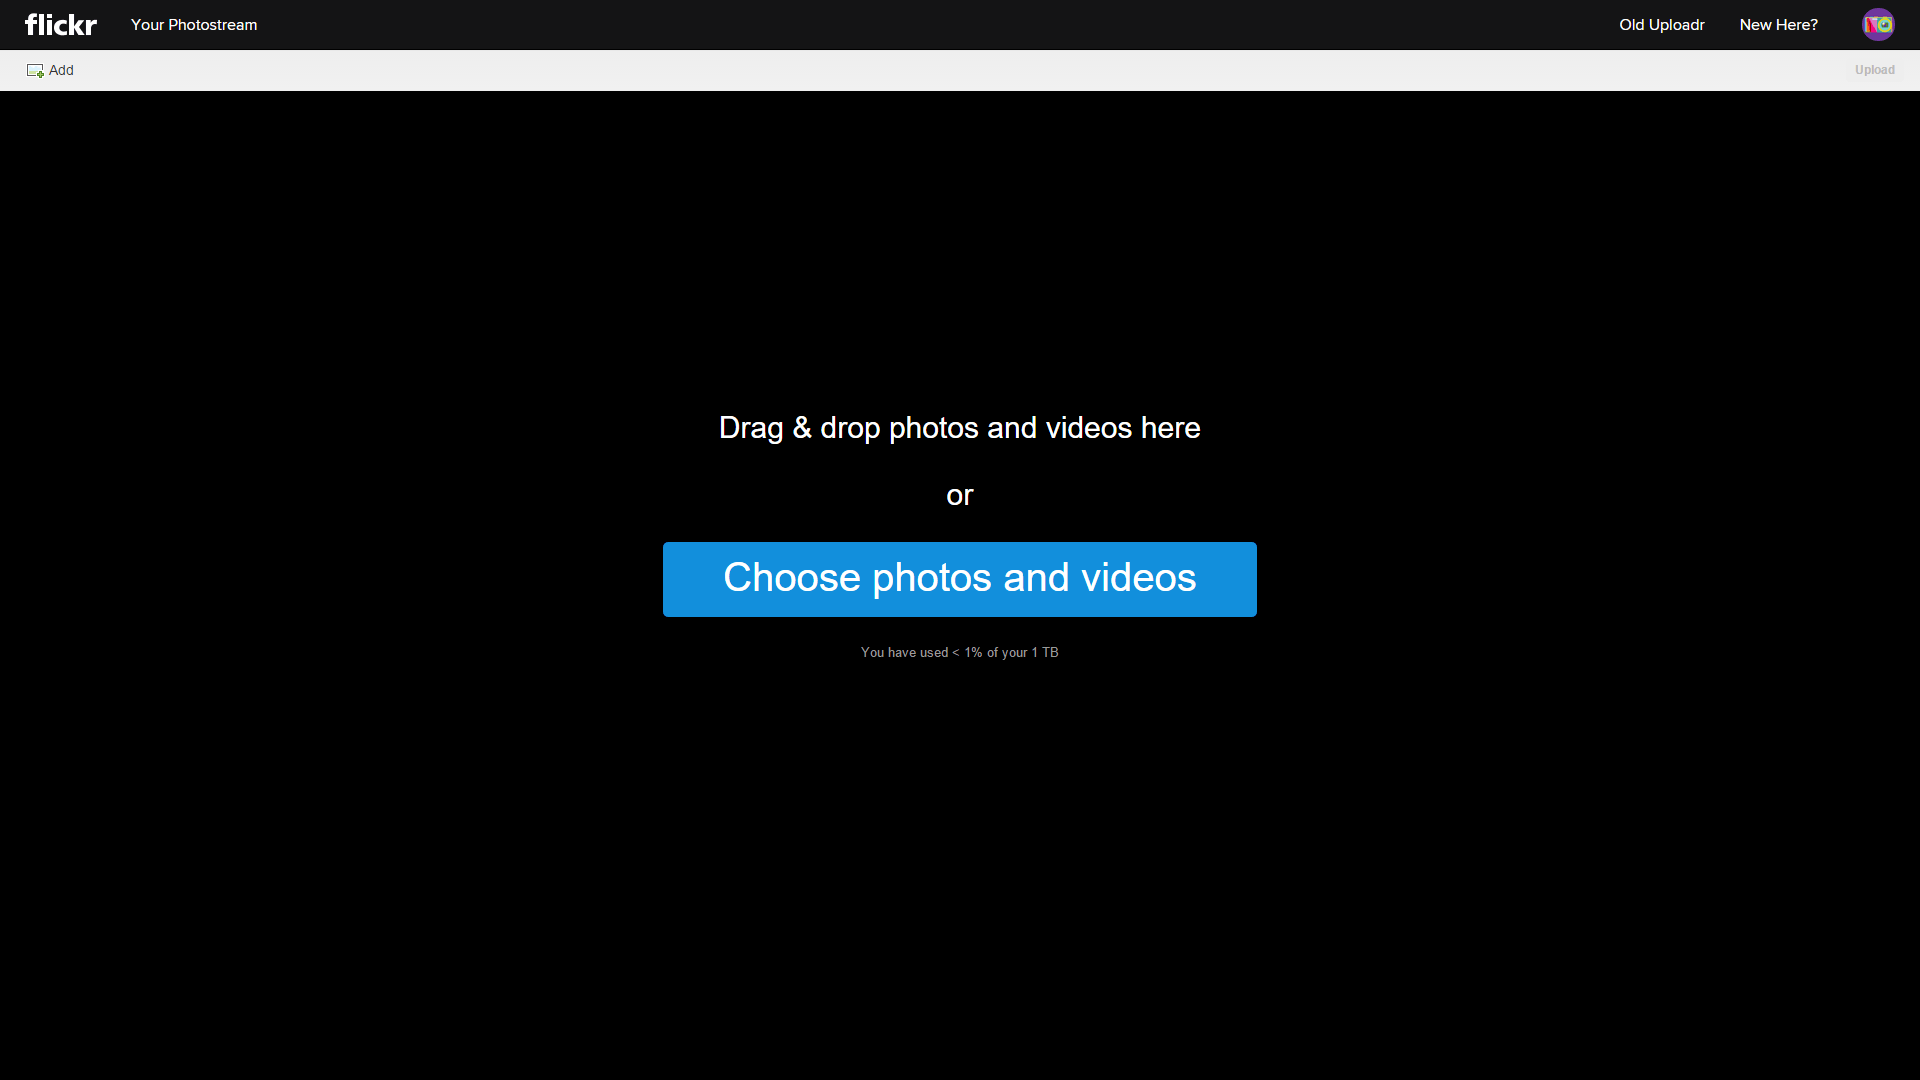 flickr Your Photostream Old Uploadr New Here?
Add Upload
Drag & drop photos and videos here
or
Choose photos and videos
You have used < 1% of your 1 TB